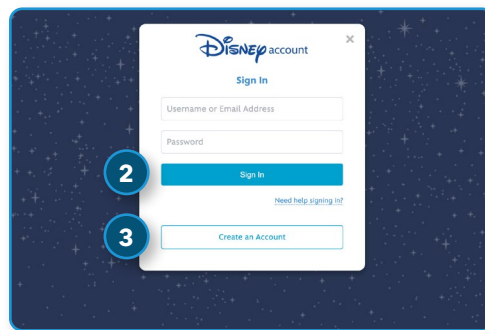 Disney account
×
Sign In
Username or Email Address
Password
2
Sign In
Need help signing in?
3
Create an Account